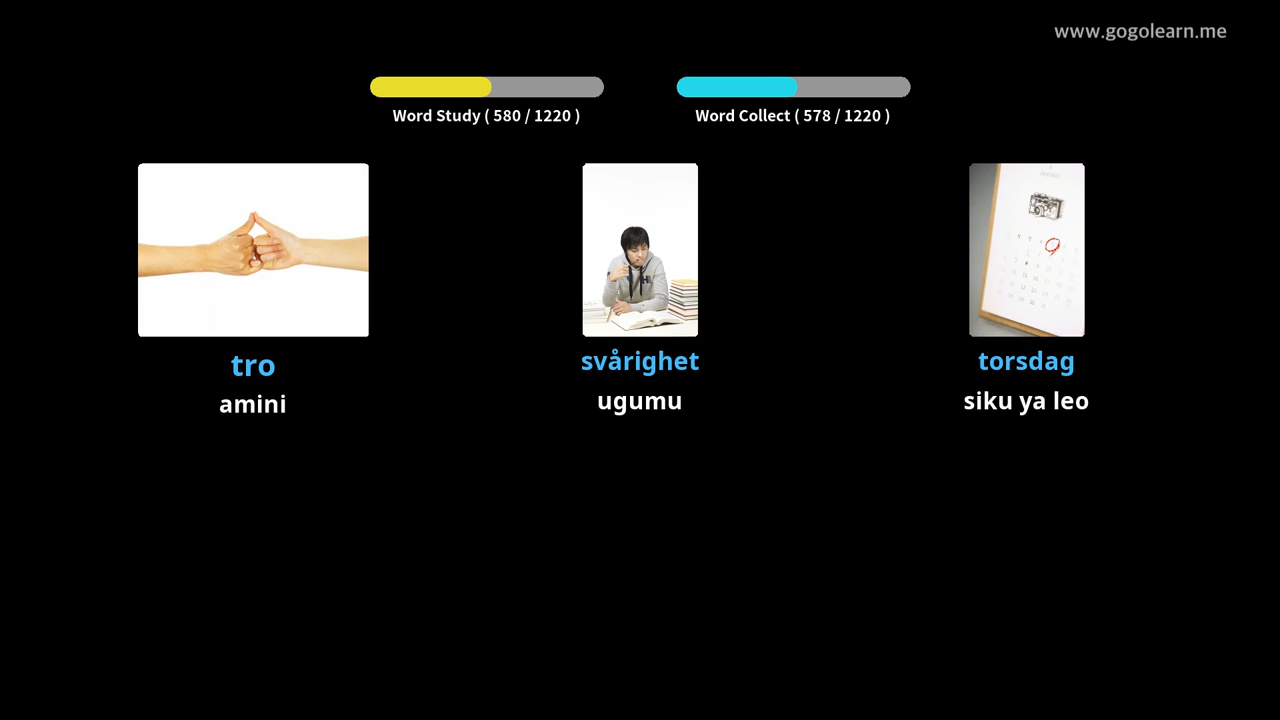 www.gogolearn.me
Word Study ( 580 / 1220 )
Word Collect ( 578 / 1220 )
tro
amini
svårighet
ugumu
torsdag
siku ya leo